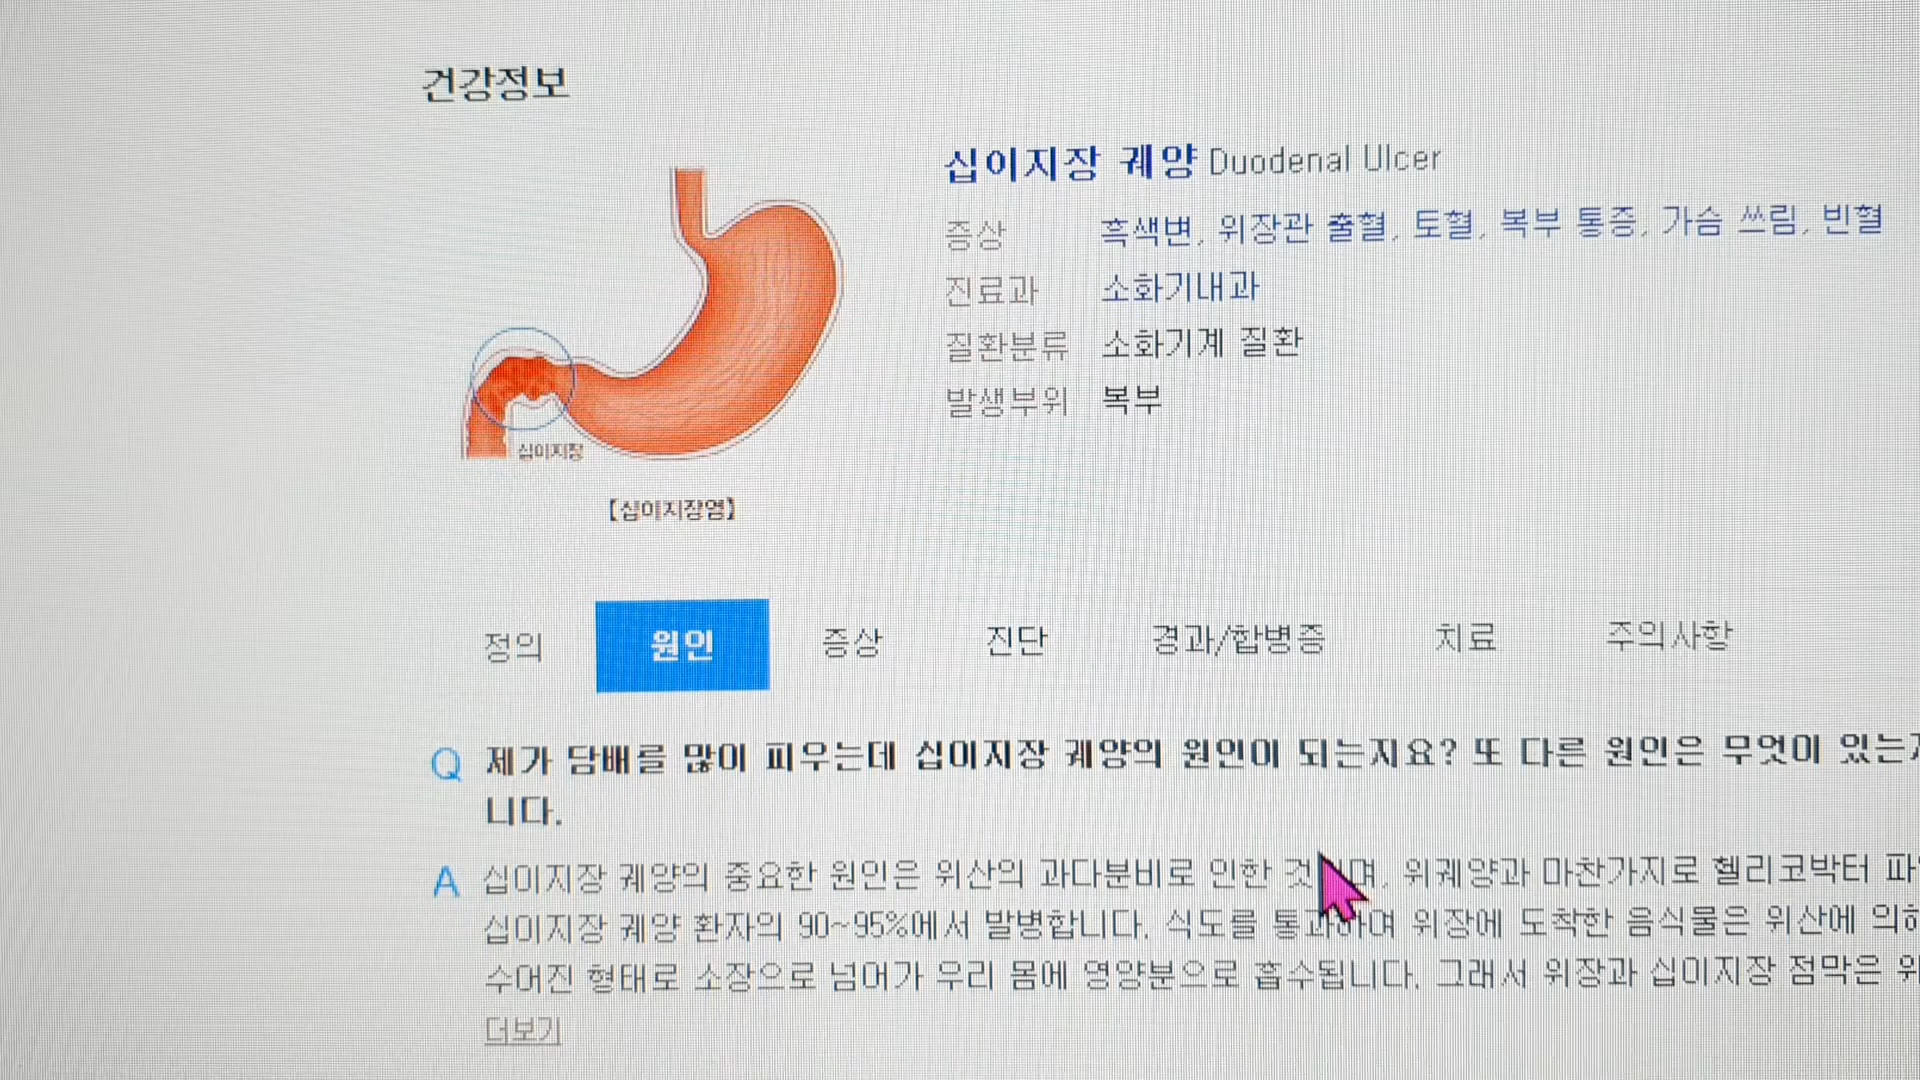 건강정보
십이지장 궤양 Duodenal Ulcer
증상 흑색변, 위장관 출혈, 토혈, 복부 통증, 가슴 쓰림, 빈혈
진료과 소화기내과
질환분류 소화기계 질환
발생부위 복부
십이지장
【십이지장염】
정의 원인 증상 진단 경과/합병증 치료 주의사항
Q 제가 담배를 많이 피우는데 십이지장 궤양의 원인이 되는지요? 또 다른 원인은 무엇이 있는
니다.
A 십이지장 궤양의 중요한 원인은 위산의 과다분비로 인한 위궤양과 마찬가지로 헬리코박터
십이지장 궤양 환자의 90~95%에서 발병합니다. 식도를 통과하여 위장에 도착한 음식물은 위산에
수어진 형태로 소장으로 넘어가 우리 몸에 영양분으로 흡수됩니다. 그래서 위장과 십이지장 점막은
더보기